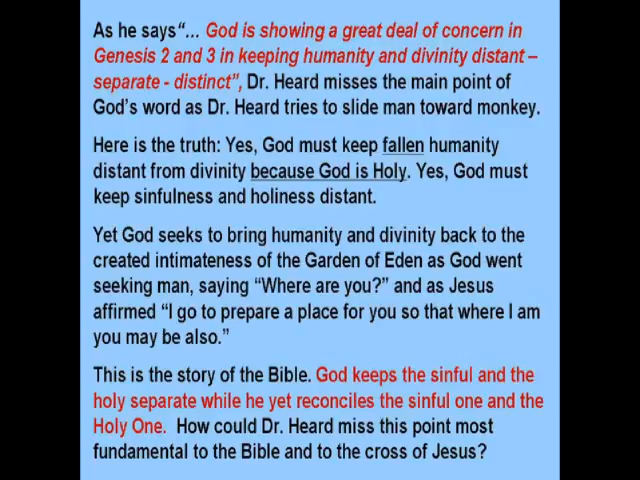 As he says“... God is showing a great deal of concern in
Genesis 2 and 3 in keeping humanity and divinity distant –
separate - distinct”, Dr. Heard misses the main point of
God’s word as Dr. Heard tries to slide man toward monkey.
Here is the truth: Yes, God must keep fallen humanity
distant from divinity because God is Holy. Yes, God must
keep sinfulness and holiness distant.
Yet God seeks to bring humanity and divinity back to the
created intimateness of the Garden of Eden as God went
seeking man, saying “Where are you?” and as Jesus
affirmed “I go to prepare a place for you so that where I am
you may be also.”
This is the story of the Bible. God keeps the sinful and the
holy separate while he yet reconciles the sinful one and the
Holy One. How could Dr. Heard miss this point most
fundamental to the Bible and to the cross of Jesus?